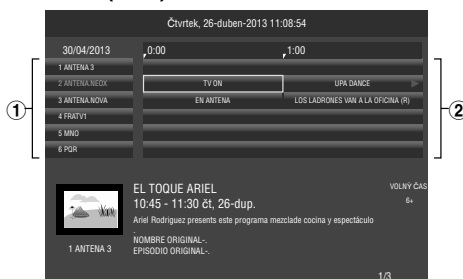 Čtvrtek, 26-duben-2013 11:08:54
30/04/2013 0:00 1:00
1 ANTENA 3
2 ANTENA.NEOX TV ON UPA DANCE
3 ANTENA.NOVA EN ANTENA LOS LADRONES VAN A LA OFICINA (R)
4 FRATV1
5 MNO
6 PQR
1
2
EL TOQUE ARIEL VOLNÝ ČAS
10:45 - 11:30 čt, 26-dup. 6+
Ariel Rodriguez presents este programa mezclade cocina y espectáculo
.
NOMBRE ORIGINAL-.
EPISODIO ORIGINAL-.
1 ANTENA 3
1/3